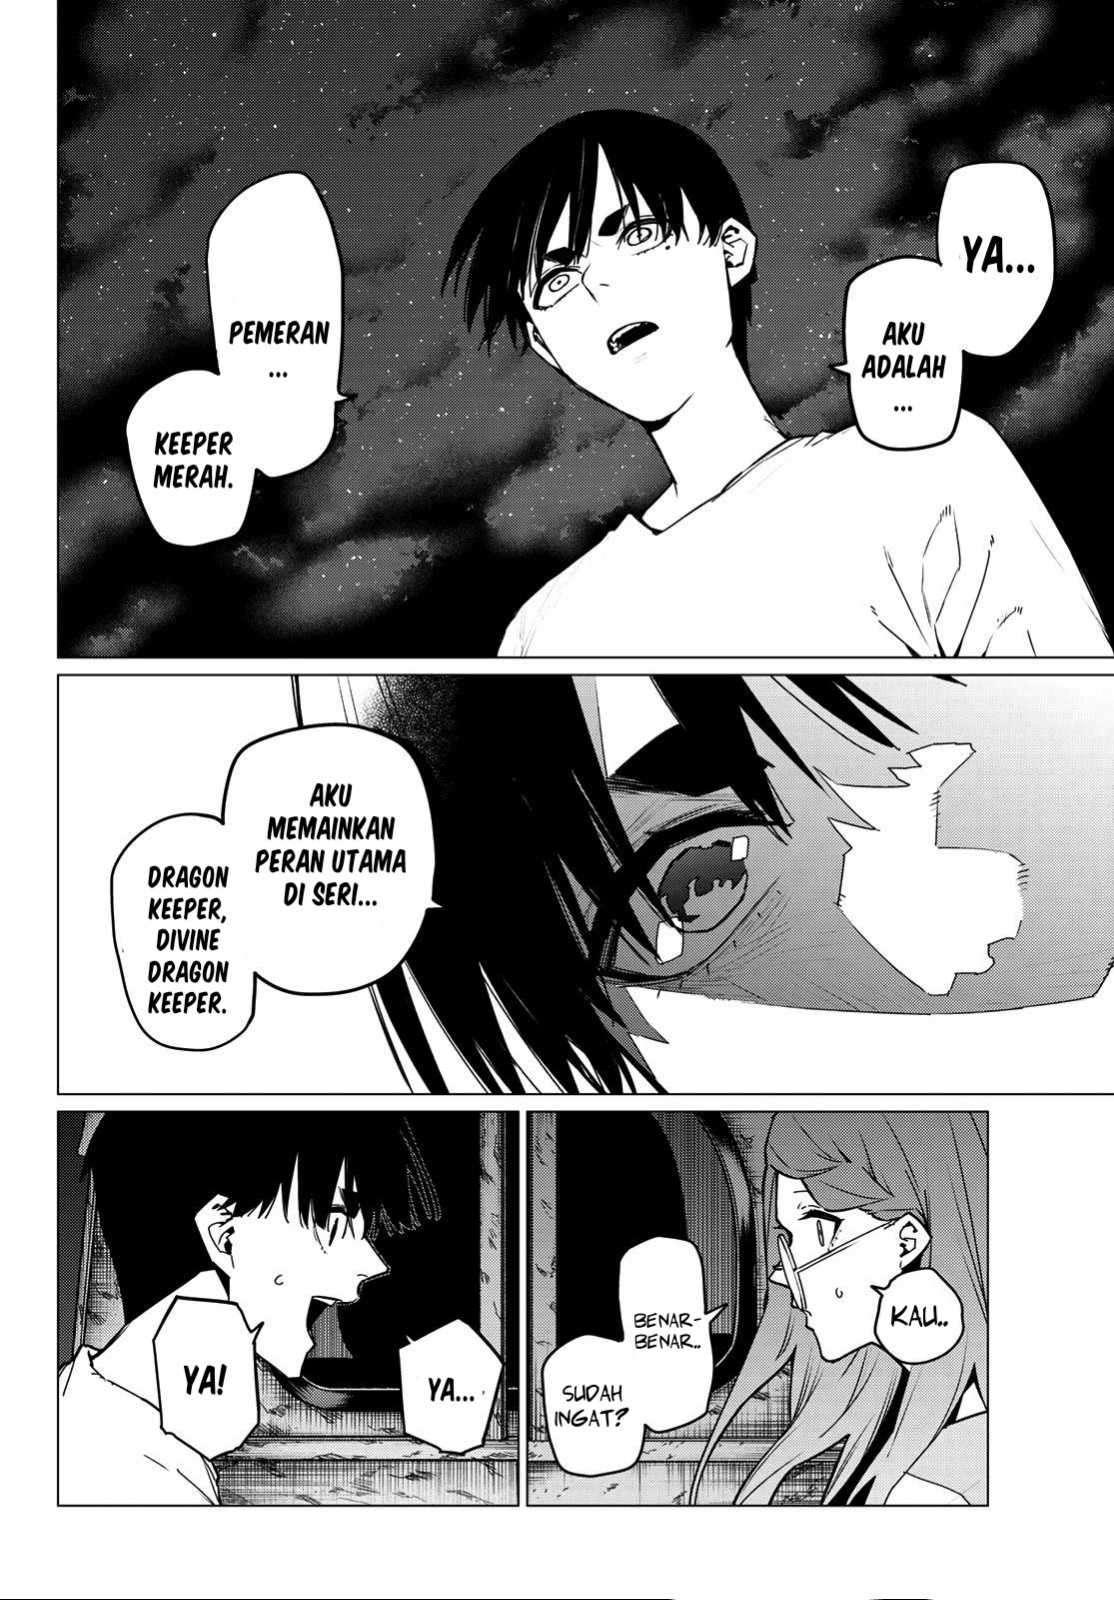 YA...
AKU
ADALAH
...
PEMERAN
...
KEEPER
MERAH.
AKU
MEMAINKAN
PERAN UTAMA
DI SERI...
DRAGON
KEEPER,
DIVINE
DRAGON
KEEPER.
KAU..
BENAR-
BENAR..
SUDAH
INGAT?
YA...
YA!